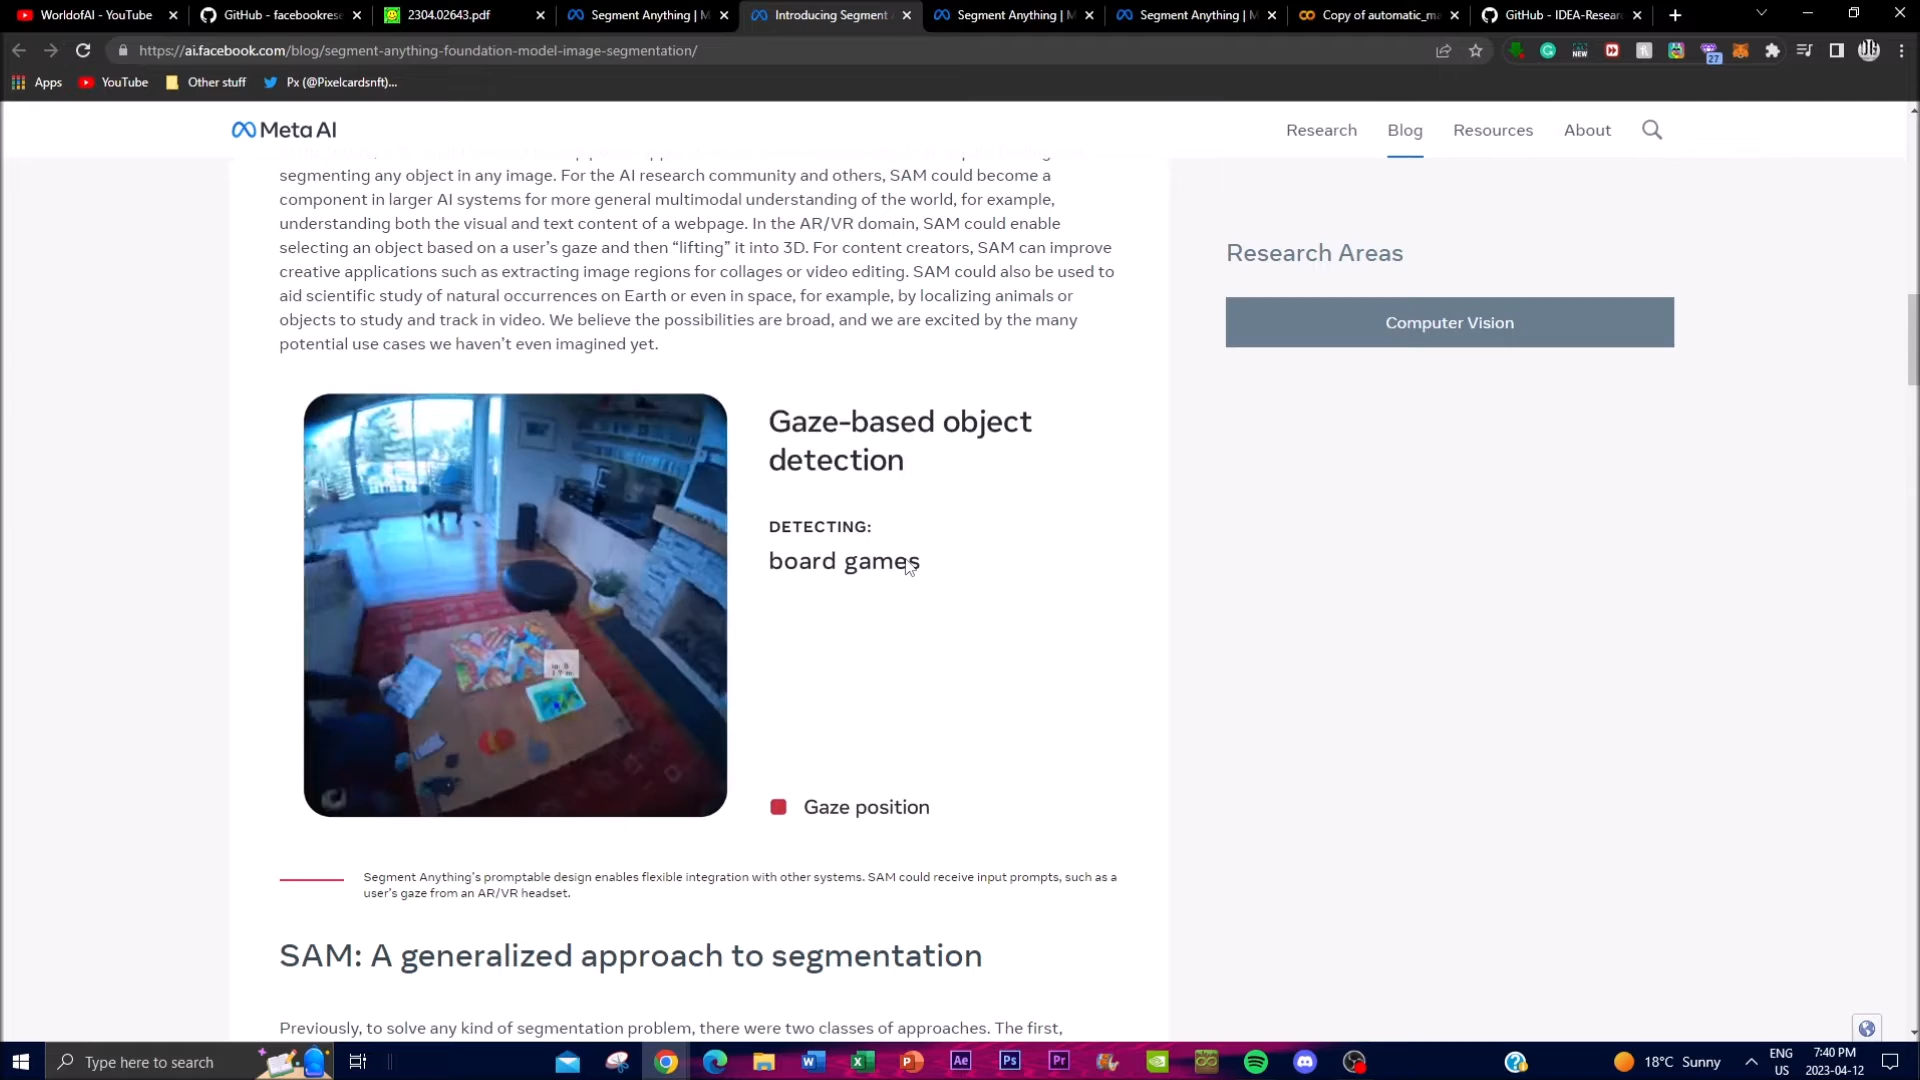 WorldofAI - YouTube
GitHub - facebookrese
2304.02643.pdf
Segment Anything | M
Introducing Segment
Segment Anything | M
Segment Anything | M
Copy of automatic_ma
GitHub - IDEA-Resear
https://ai.facebook.com/blog/segment-anything-foundation-model-image-segmentation/
NEW
27
Apps
YouTube
Other stuff
Px (@Pixelcardsnft)...
Meta AI
Research
Blog
Resources
About
segmenting any object in any image. For the AI research community and others, SAM could become a
component in larger AI systems for more general multimodal understanding of the world, for example,
understanding both the visual and text content of a webpage. In the AR/VR domain, SAM could enable
selecting an object based on a user's gaze and then “lifting” it into 3D. For content creators, SAM can improve
creative applications such as extracting image regions for collages or video editing. SAM could also be used to
aid scientific study of natural occurrences on Earth or even in space, for example, by localizing animals or
objects to study and track in video. We believe the possibilities are broad, and we are excited by the many
potential use cases we haven't even imagined yet.
Research Areas
Computer Vision
Gaze-based object
detection
DETECTING:
board games
Gaze position
Segment Anything's promptable design enables flexible integration with other systems. SAM could receive input prompts, such as a
user's gaze from an AR/VR headset.
SAM: A generalized approach to segmentation
Previously, to solve any kind of segmentation problem, there were two classes of approaches. The first,
Type here to search
Ae
Ps
Pr
18°C Sunny
ENG
US
7:40 PM
2023-04-12